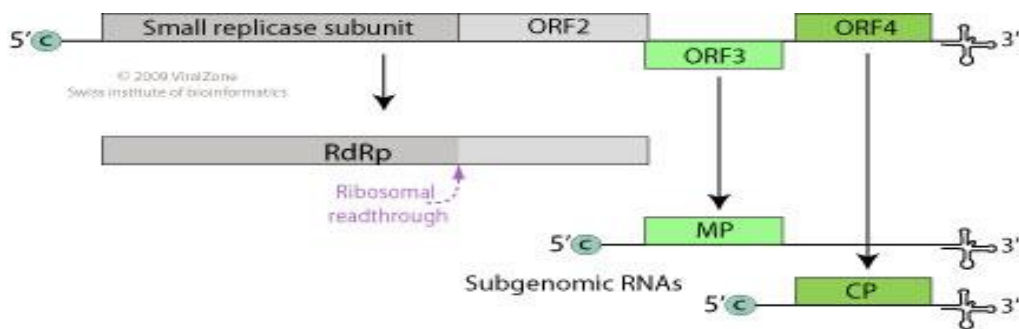 5' C Small replicase subunit ORF2 ORF4 3'
ORF3
© 2009 ViralZone
Swiss institute of bioinformatics
RdRp
Ribosomal
readthrough
5' C MP 3'
Subgenomic RNAs
5' C CP 3'